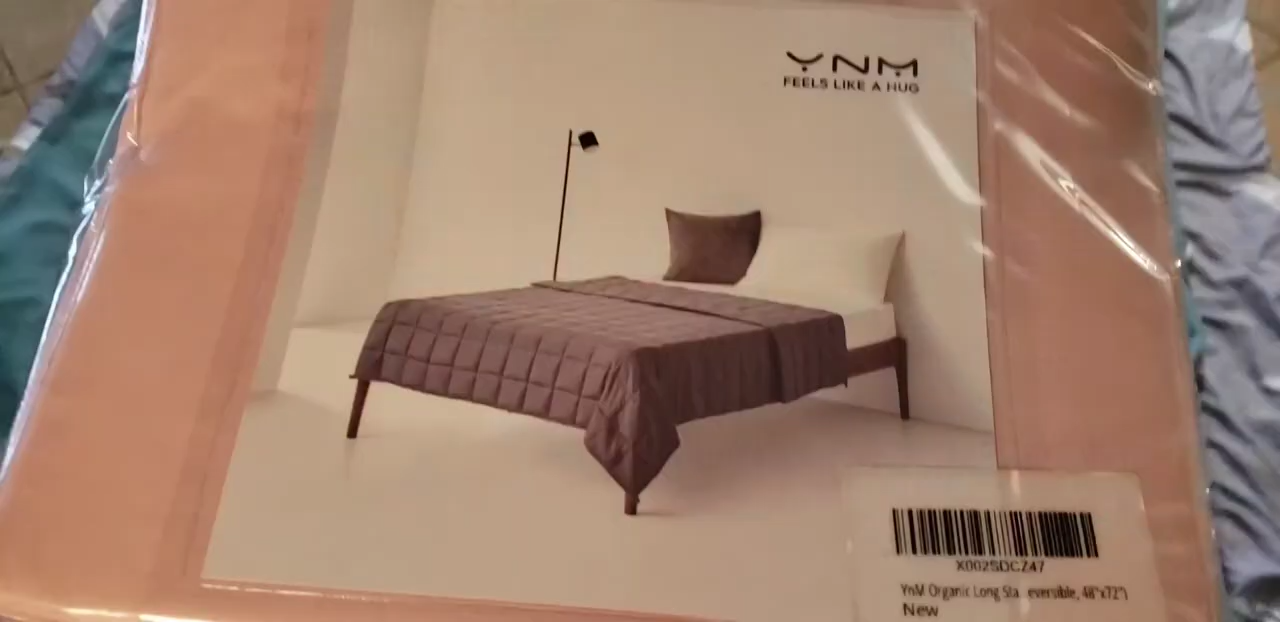 YNM
FEELS LIKE A HUG
X002SDCZ47
YnM Organic Long Sta...eversible, 48"x72")
New